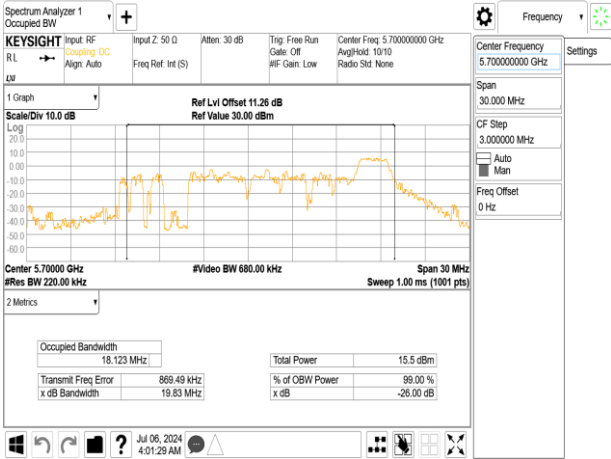 Spectrum Analyzer 1
Occupied BW
KEYSIGHT
RL
Input: RF
Coupling: DC
Align: Auto
Input Z: 50 Ω
Freq Ref: Int (S)
Atten: 30 dB
Trig: Free Run
Gate: Off
#IF Gain: Low
Center Freq: 5.700000000 GHz
Avg|Hold: 10/10
Radio Std: None
1 Graph
Scale/Div 10.0 dB
Ref Lvl Offset 11.26 dB
Ref Value 30.00 dBm
Log
20.0
10.0
0.00
-10.0
-20.0
-30.0
-40.0
-50.0
-60.0
Center 5.70000 GHz
#Res BW 220.00 kHz
#Video BW 680.00 kHz
Span 30 MHz
Sweep 1.00 ms (1001 pts)
2 Metrics
Occupied Bandwidth
18.123 MHz
Transmit Freq Error 869.49 kHz
x dB Bandwidth 19.83 MHz
Total Power 15.5 dBm
% of OBW Power 99.00 %
x dB -26.00 dB
?
Jul 06, 2024
4:01:29 AM
Frequency
Center Frequency
5.700000000 GHz
Span
30.000 MHz
CF Step
3.000000 MHz
Auto
Man
Freq Offset
0 Hz
Settings